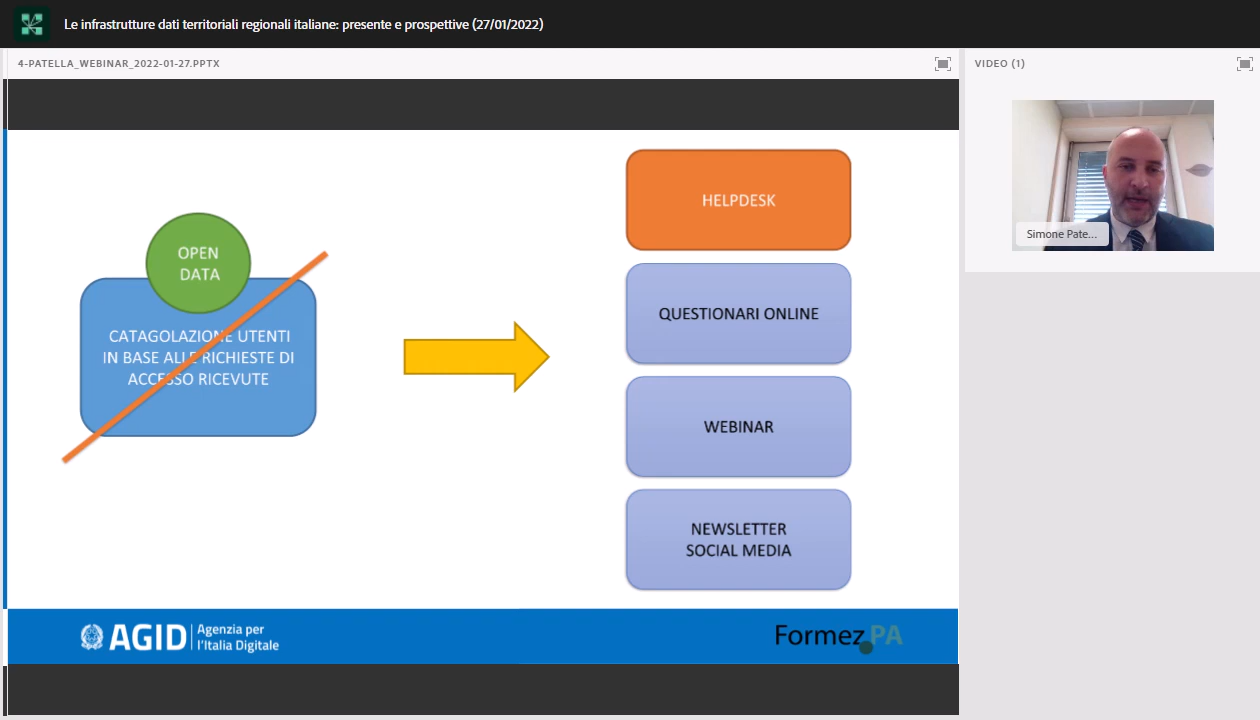 Le infrastrutture dati territoriali regionali italiane: presente e prospettive (27/01/2022)
4-PATELLA_WEBINAR_2022-01-27.PPTX
VIDEO (1)
OPEN
DATA
CATAGOLAZIONE UTENTI
IN BASE ALLE RICHIESTE DI
ACCESSO RICEVUTE
HELPDESK
QUESTIONARI ONLINE
WEBINAR
NEWSLETTER
SOCIAL MEDIA
Simone Pate...
AGID
Agenzia per
l'Italia Digitale
Formez PA